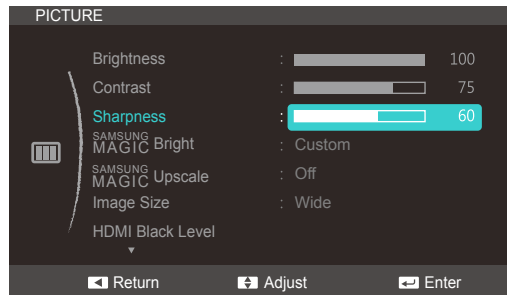 PICTURE
Brightness : 100
Contrast : 75
Sharpness : 60
SAMSUNG
MAGIC Bright : Custom
SAMSUNG
MAGIC Upscale : Off
Image Size : Wide
HDMI Black Level
Return Adjust Enter